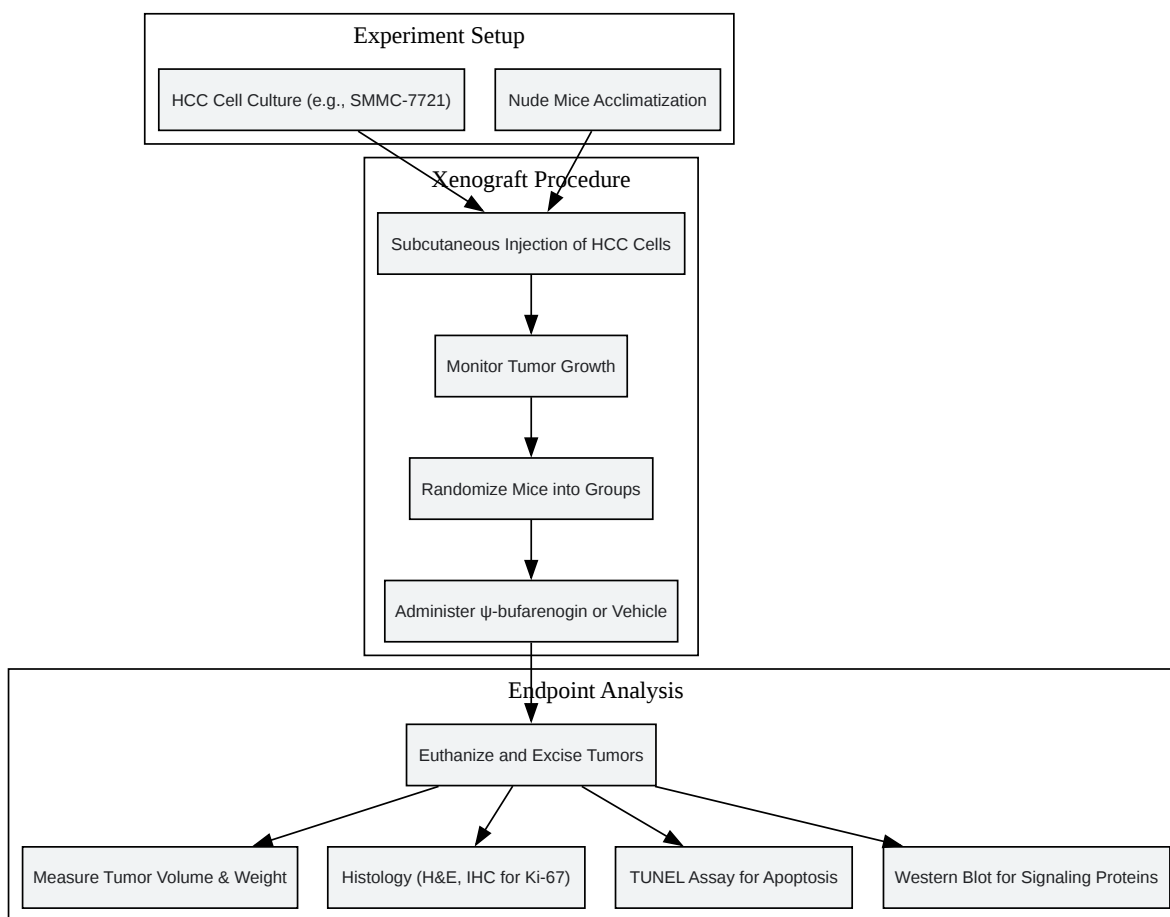 Experiment Setup
HCC Cell Culture (e.g., SMMC-7721)
Nude Mice Acclimatization
Xenograft Procedure
Subcutaneous Injection of HCC Cells
Monitor Tumor Growth
Randomize Mice into Groups
Administer ψ-bufarenogin or Vehicle
Endpoint Analysis
Euthanize and Excise Tumors
Measure Tumor Volume & Weight
Histology (H&E, IHC for Ki-67)
TUNEL Assay for Apoptosis
Western Blot for Signaling Proteins